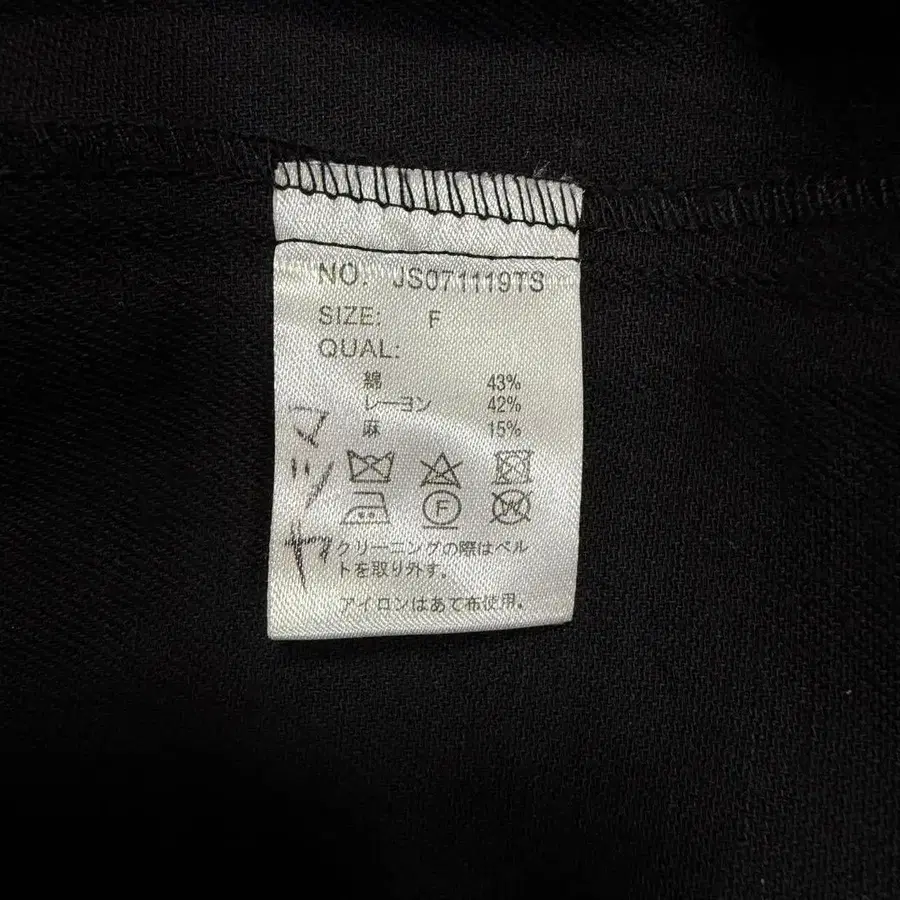 NO. JS071119TS
SIZE: F
QUAL:
綿 43%
レーヨン 42%
麻 15%
F
W
クリーニングの際はベル
トを取り外す。
アイロンはあて布使用。